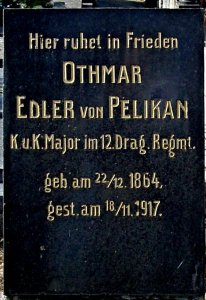 Hier ruhet in Frieden
OTHMAR
EDLER VON PELIKAN
K.u.K. Major im 12. Drag. Regmt.
geb. am 22/12. 1864.
gest. am 18/11. 1917.